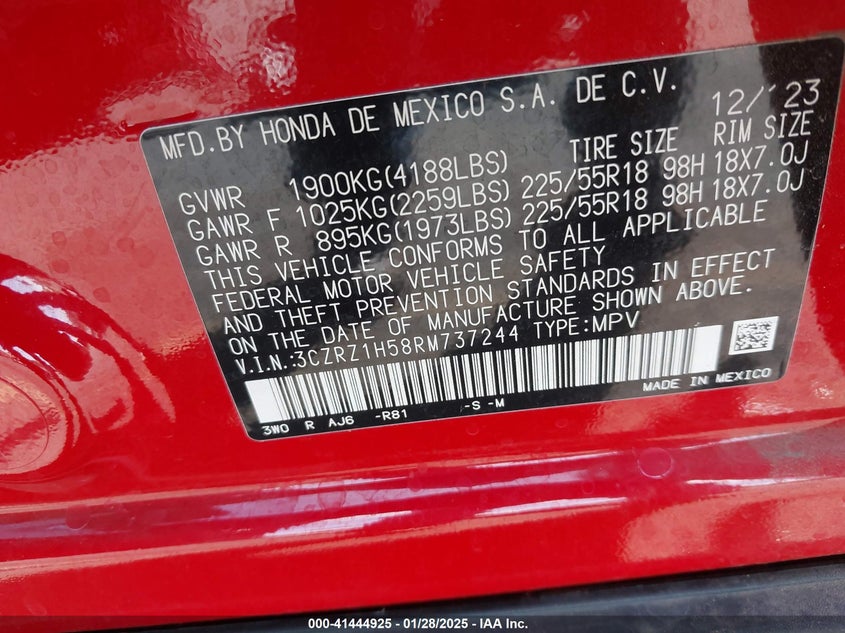 MFD.BY HONDA DE MEXICO S.A. DE C.V. 12/'23
TIRE SIZE RIM SIZE
GVWR 1900KG(4188LBS)
GAWR F 1025KG(2259LBS) 225/55R18 98H 18X7.0J
GAWR R 895KG(1973LBS) 225/55R18 98H 18X7.0J
THIS VEHICLE CONFORMS TO ALL APPLICABLE
FEDERAL MOTOR VEHICLE SAFETY
AND THEFT PREVENTION STANDARDS IN EFFECT
ON THE DATE OF MANUFACTURE SHOWN ABOVE.
V.I.N.:3CZRZ1H58RM737244 TYPE:MPV
MADE IN MEXICO
3WO R AJ6 -R81 -S -M
000-41444925 - 01/28/2025 - IAA Inc.